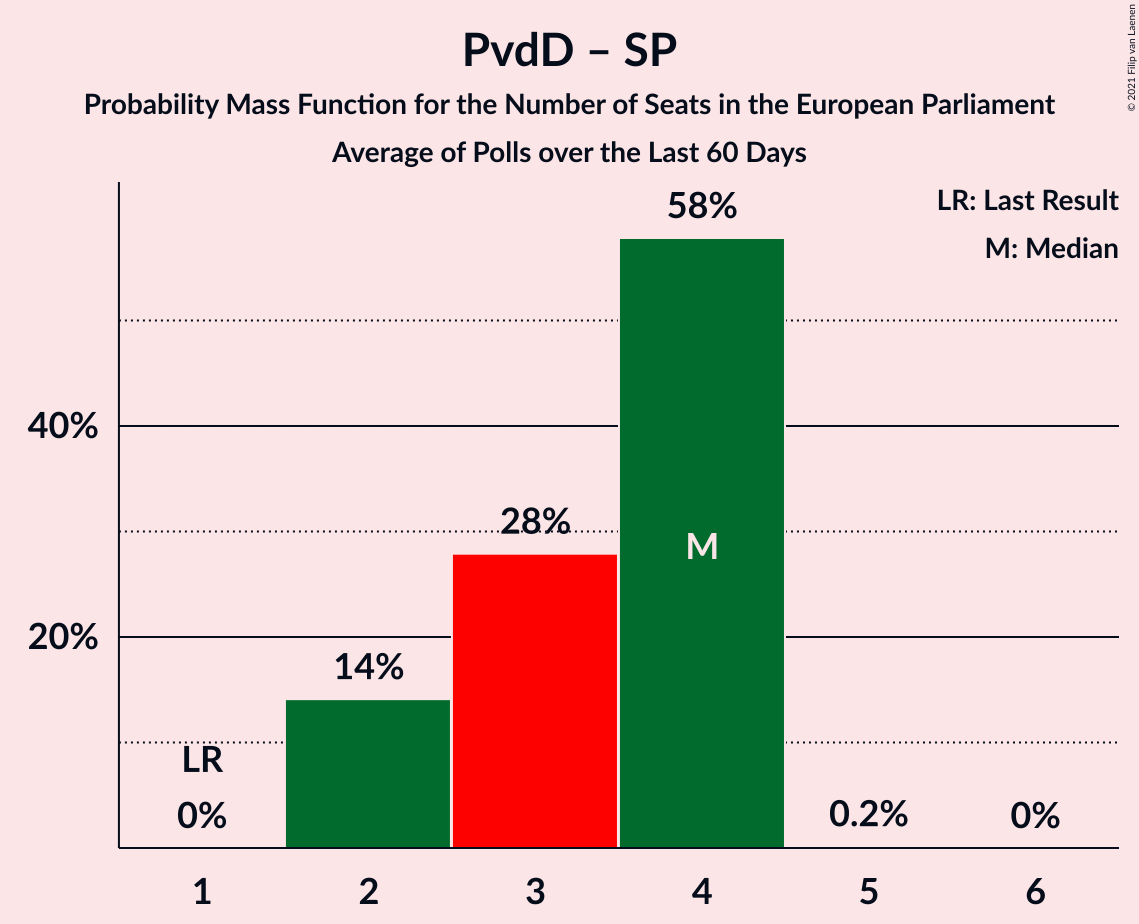 PvdD – SP
Probability Mass Function for the Number of Seats in the European Parliament
Average of Polls over the Last 60 Days
© 2021 Filip van Laenen
LR: Last Result
M: Median
58%
40%
28%
M
20%
14%
LR
0%
0.2%
0%
1 2 3 4 5 6